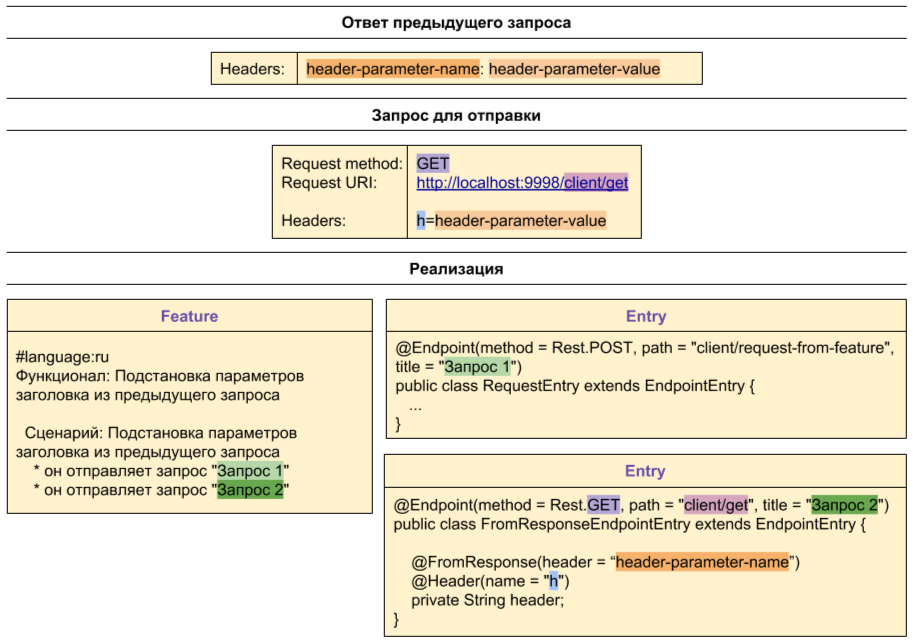 Ответ предыдущего запроса
Headers: header-parameter-name: header-parameter-value
Запрос для отправки
Request method: GET
Request URI: http://localhost:9998/client/get
Headers: h=header-parameter-value
Реализация
Feature
#language:ru
Функционал: Подстановка параметров
заголовка из предыдущего запроса
Сценарий: Подстановка параметров
заголовка из предыдущего запроса
* он отправляет запрос "Запрос 1"
* он отправляет запрос "Запрос 2"
Entry
@Endpoint(method = Rest.POST, path = "client/request-from-feature",
title = "Запрос 1")
public class RequestEntry extends EndpointEntry {
...
}
Entry
@Endpoint(method = Rest.GET, path = "client/get", title = "Запрос 2")
public class FromResponseEndpointEntry extends EndpointEntry {
@FromResponse(header = “header-parameter-name”)
@Header(name = "h")
private String header;
}